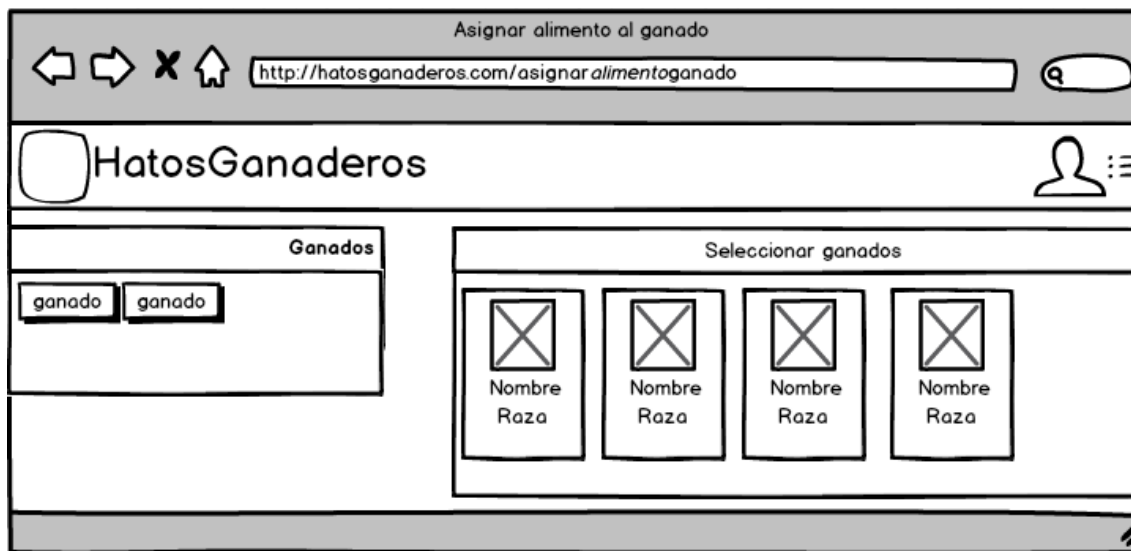 Asignar alimento al ganado
http://hatosganaderos.com/asignaralimentoganado
HatosGanaderos
Ganados
ganado ganado
Seleccionar ganados
Nombre Nombre Nombre Nombre
Raza Raza Raza Raza